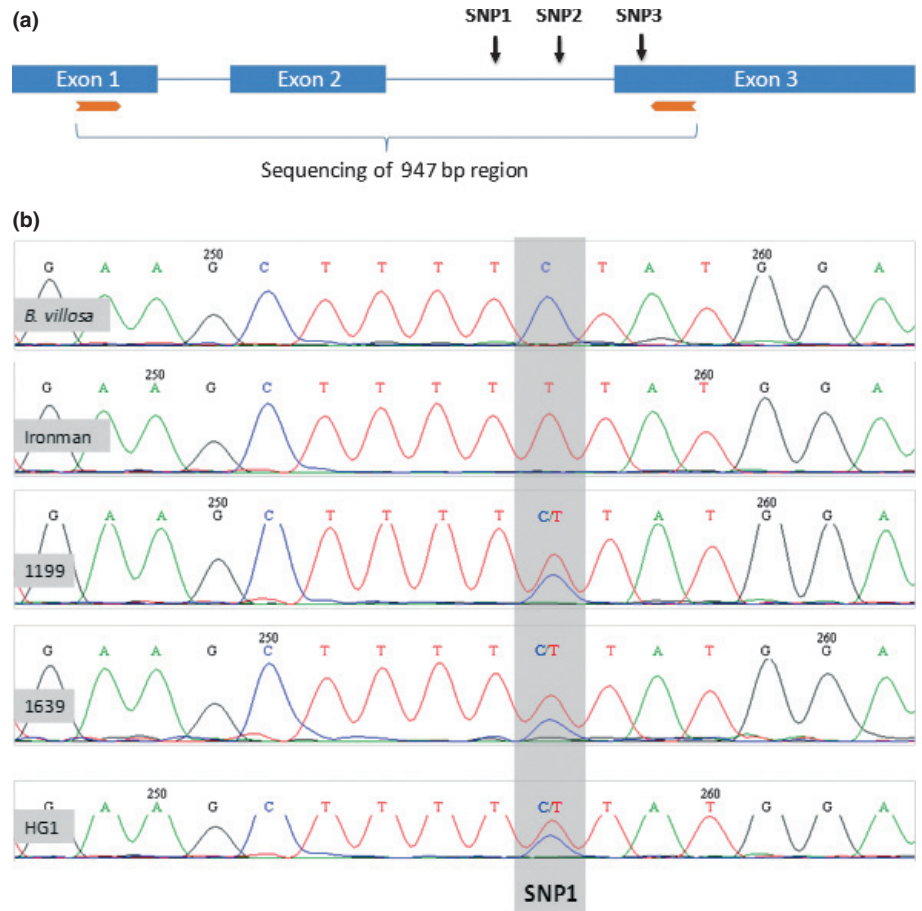 (a)
SNP1 SNP2 SNP3
Exon 1 Exon 2 Exon 3
Sequencing of 947 bp region
(b)
250 260
G A A G C T T T T C T A T G G A
B. villosa
250 260
G A A G C T T T T T T A T G G A
Ironman
250 260
G A A G C T T T T C/T T A T G G A
1199
250 260
G A A G C T T T T C/T T A T G G A
1639
250 260
G A A G C T T T T C/T T A T G G A
HG1
SNP1